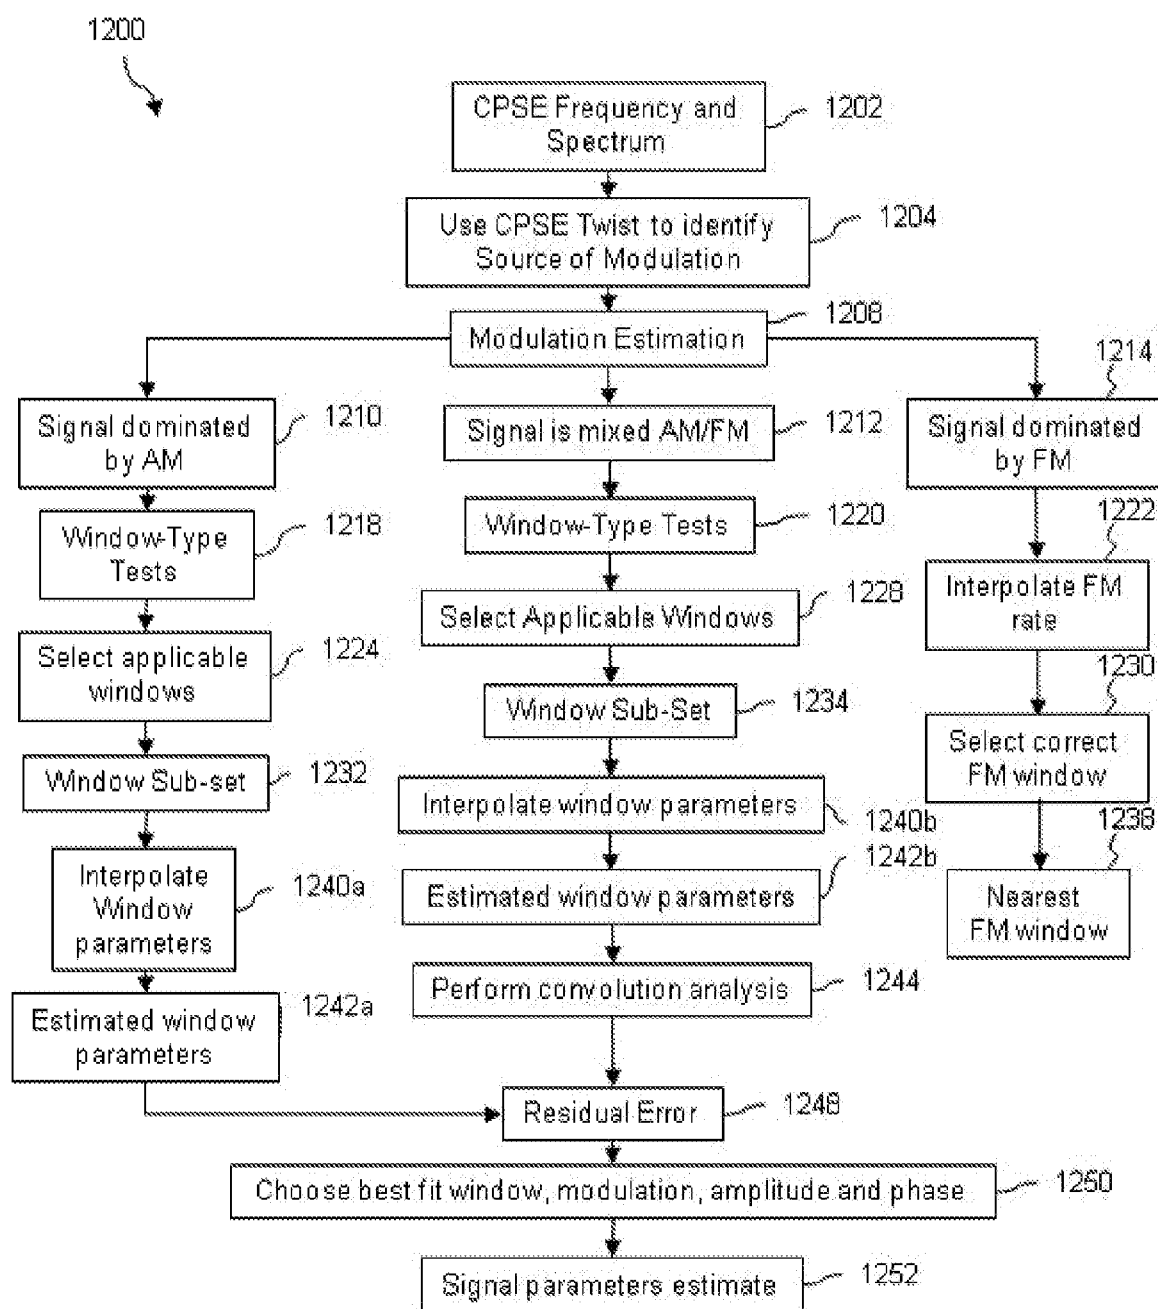 1200
CPSE Frequency and
Spectrum
1202
Use CPSE Twist to identify
Source of Modulation
1204
Modulation Estimation
1208
Signal dominated
by AM
1210
Signal is mixed AM/FM
1212
1214
Signal dominated
by FM
Window-Type
Tests
1218
Window-Type Tests
1220
1222
Interpolate FM
rate
Select applicable
windows
1224
Select Applicable Windows
1228
1230
Select correct
FM window
Window Sub-set
1232
Window Sub-Set
1234
1238
Nearest
FM window
Interpolate
Window
parameters
1240a
Interpolate window parameters
1240b
Estimated window
parameters
1242a
Estimated window parameters
1242b
Perform convolution analysis
1244
Residual Error
1248
Choose best fit window, modulation, amplitude and phase
1250
Signal parameters estimate
1252